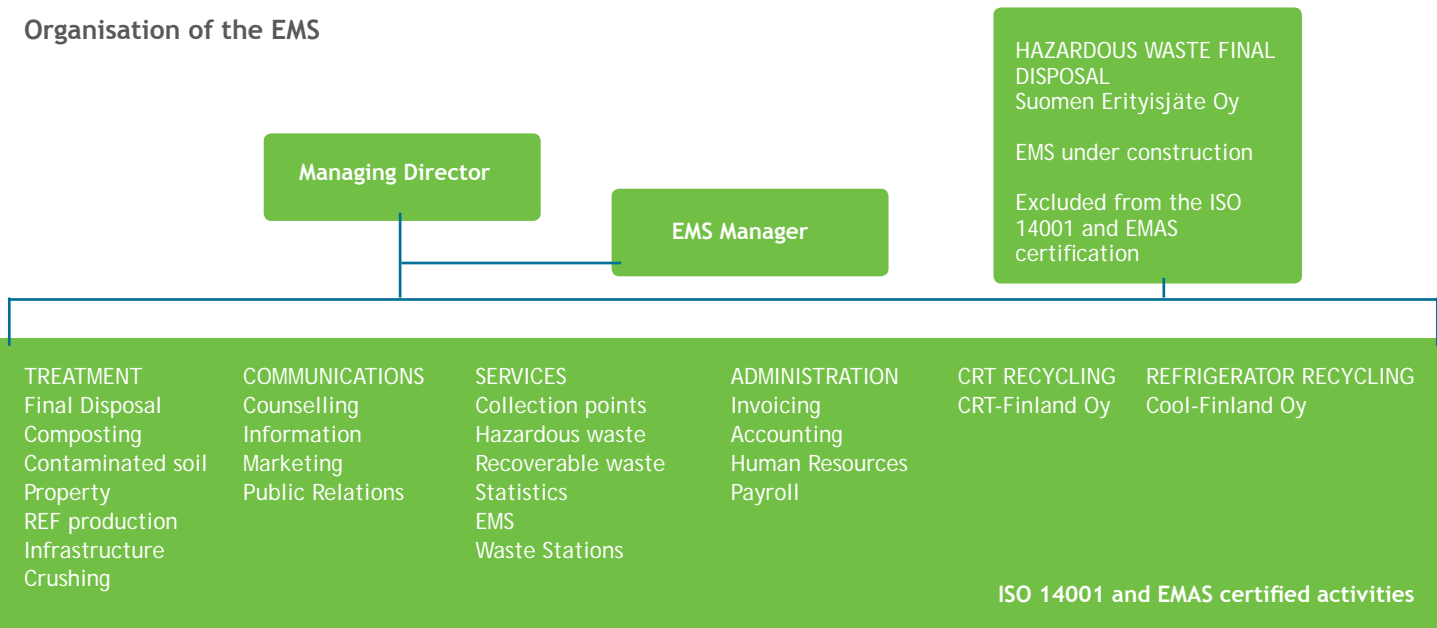 Organisation of the EMS
HAZARDOUS WASTE FINAL
DISPOSAL
Suomen Erityisjäte Oy
EMS under construction
Excluded from the ISO
14001 and EMAS
certification
Managing Director
EMS Manager
TREATMENT
Final Disposal
Composting
Contaminated soil
Property
REF production
Infrastructure
Crushing
COMMUNICATIONS
Counselling
Information
Marketing
Public Relations
SERVICES
Collection points
Hazardous waste
Recoverable waste
Statistics
EMS
Waste Stations
ADMINISTRATION
Invoicing
Accounting
Human Resources
Payroll
CRT RECYCLING
CRT-Finland Oy
REFRIGERATOR RECYCLING
Cool-Finland Oy
ISO 14001 and EMAS certified activities